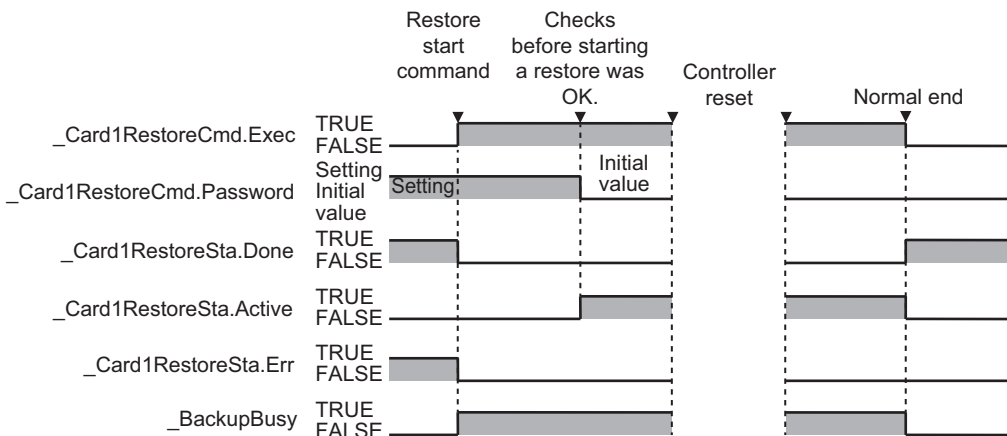 Restore
start
command
Checks
before starting
a restore was
OK.
Controller
reset
Normal end
_Card1RestoreCmd.Exec
TRUE
FALSE
_Card1RestoreCmd.Password
Setting
Initial
value
Setting
Initial
value
_Card1RestoreSta.Done
TRUE
FALSE
_Card1RestoreSta.Active
TRUE
FALSE
_Card1RestoreSta.Err
TRUE
FALSE
_BackupBusy
TRUE
FALSE